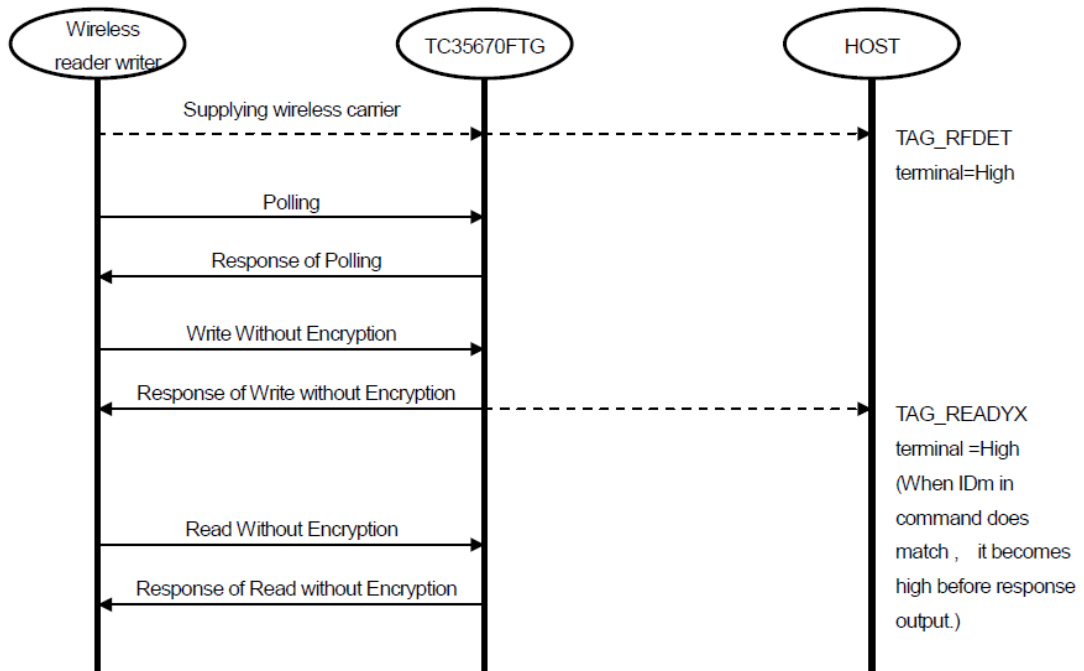 Wireless
reader writer
TC35670FTG
HOST
Supplying wireless carrier
TAG_RFDET
terminal=High
Polling
Response of Polling
Write Without Encryption
Response of Write without Encryption
TAG_READYX
terminal =High
(When IDm in
command does
match , it becomes
high before response
output.)
Read Without Encryption
Response of Read without Encryption